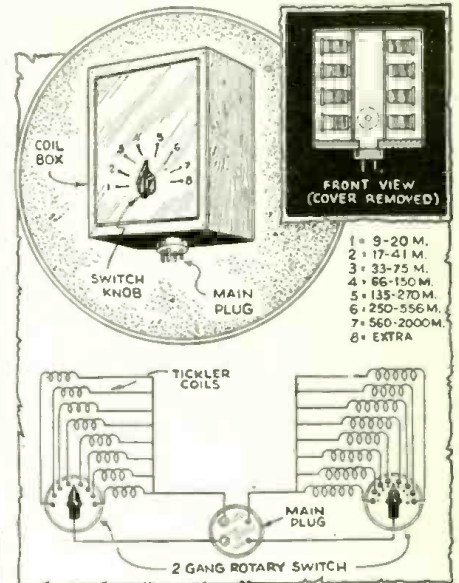 COIL
BOX
1
2
3
4
5
6
7
8
SWITCH
KNOB
MAIN
PLUG
FRONT VIEW
(COVER REMOVED)
1 = 9-20 M.
2 = 17-41 M.
3 = 33-75 M.
4 = 66-150 M.
5 = 135-270 M.
6 = 250-556 M.
7 = 560-2000 M.
8 = EXTRA
TICKLER
COILS
MAIN
PLUG
2 GANG ROTARY SWITCH